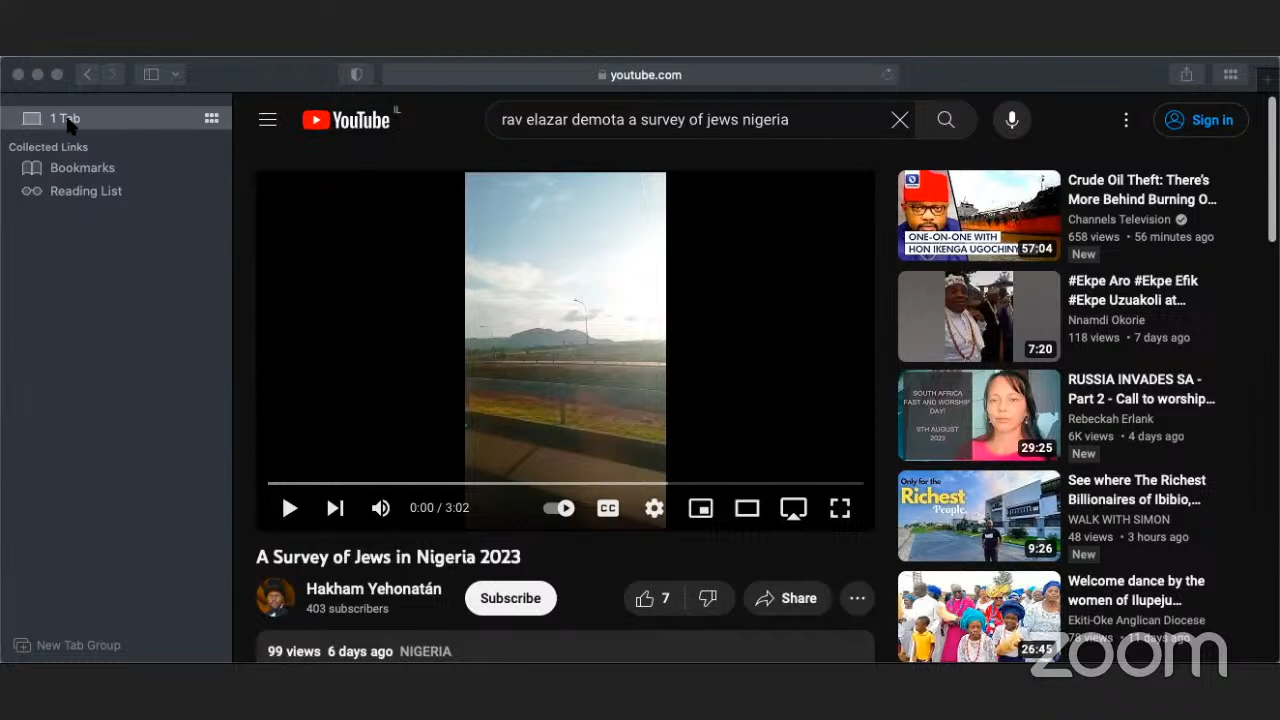 youtube.com
1 Tab
Collected Links
Bookmarks
Reading List
New Tab Group
YouTube IL
rav elazar demota a survey of jews nigeria
Sign in
0:00 / 3:02
CC
A Survey of Jews in Nigeria 2023
Hakham Yehonatán
403 subscribers
Subscribe
7
Share
99 views 6 days ago NIGERIA
ONE-ON-ONE WITH
HON IKENGA UGOCHINY
57:04
Crude Oil Theft: There's
More Behind Burning O...
Channels Television
658 views • 56 minutes ago
New
7:20
#Ekpe Aro #Ekpe Efik
#Ekpe Uzuakoli at...
Nnamdi Okorie
118 views • 7 days ago
SOUTH AFRICA
FAST AND WORSHIP
DAY!
9TH AUGUST
2023
29:25
RUSSIA INVADES SA -
Part 2 - Call to worship...
Rebeckah Erlank
6K views • 4 days ago
New
Only for the
Richest
People.
9:26
See where The Richest
Billionaires of Ibibio,...
WALK WITH SIMON
48 views • 3 hours ago
New
26:45
Welcome dance by the
women of Ilupeju...
Ekiti-Oke Anglican Diocese
78 views • 11 days ago
zoom